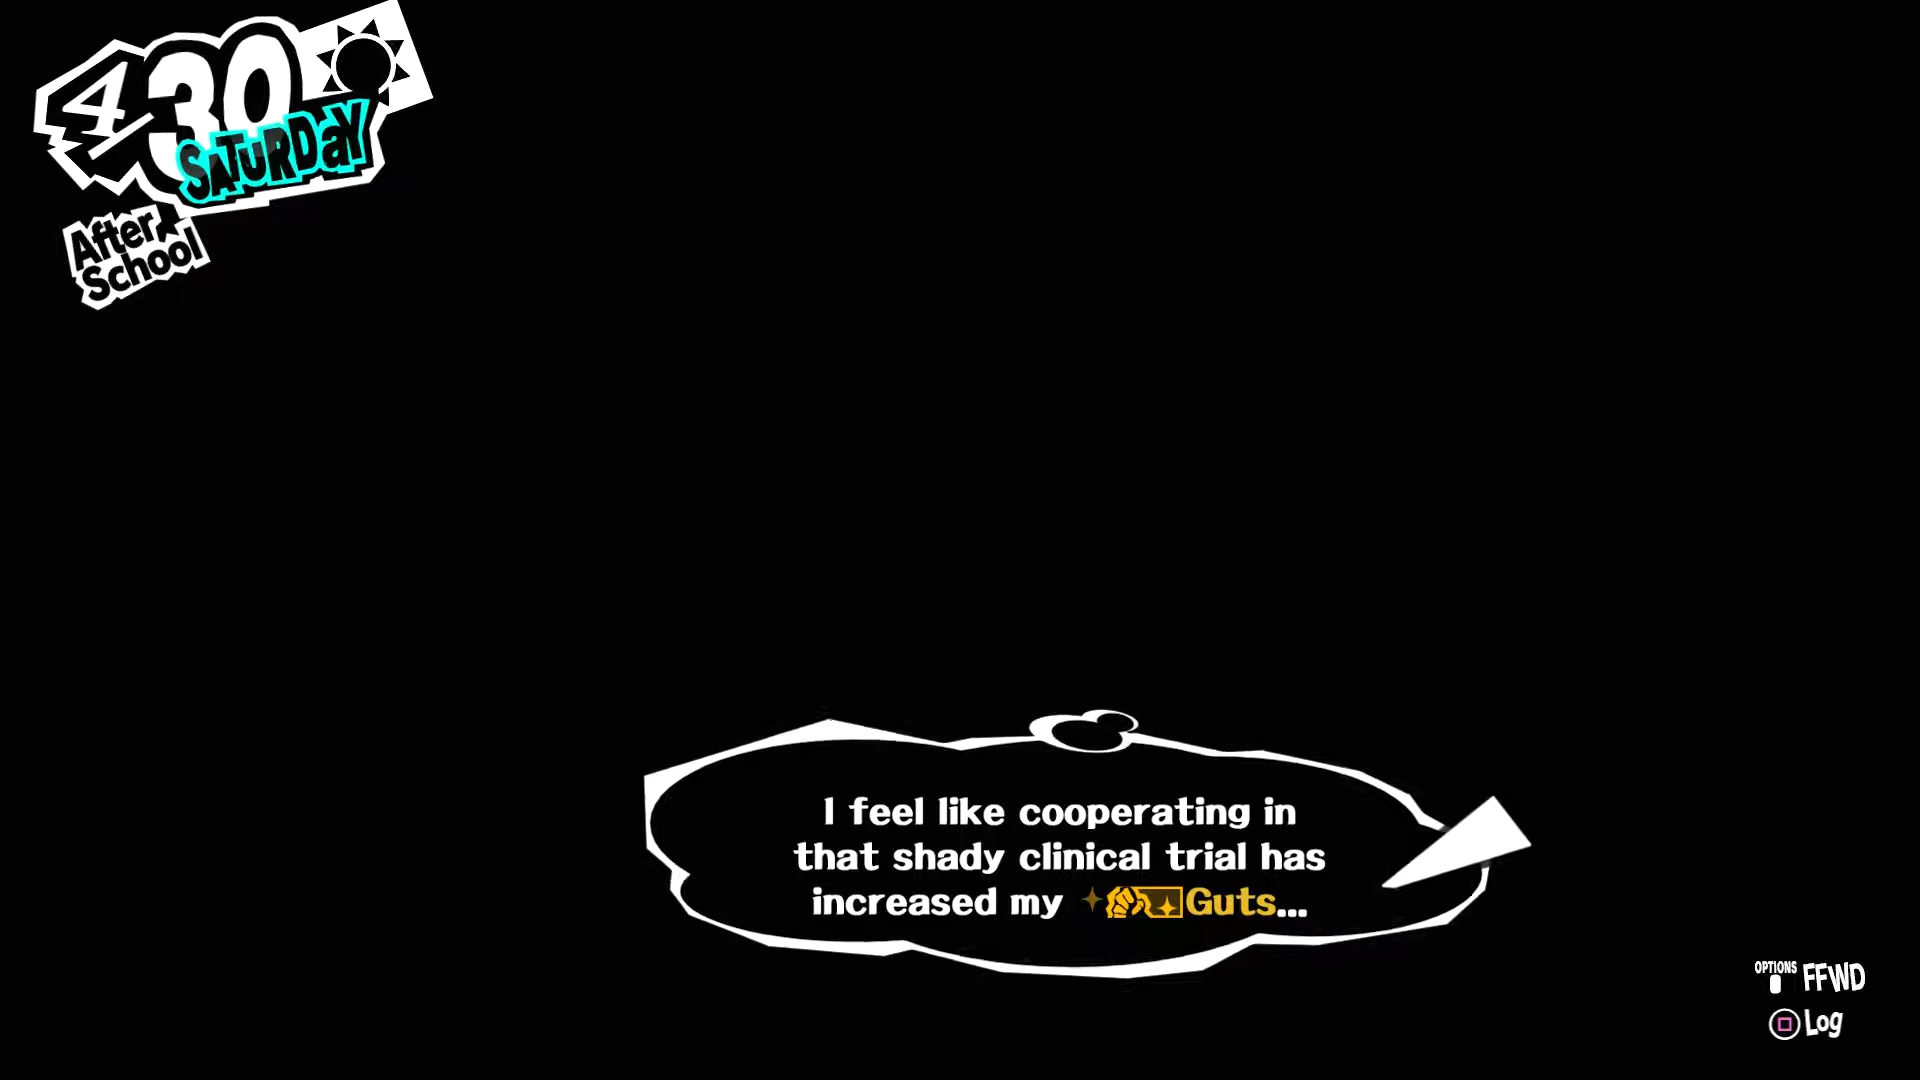 4 30
SATURDAY
After
School
I feel like cooperating in
that shady clinical trial has
increased my Guts...
OPTIONS FFWD
Log